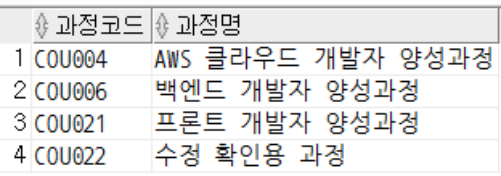 과정코드 과정명
1 COU004 AWS 클라우드 개발자 양성과정
2 COU006 백엔드 개발자 양성과정
3 COU021 프론트 개발자 양성과정
4 COU022 수정 확인용 과정